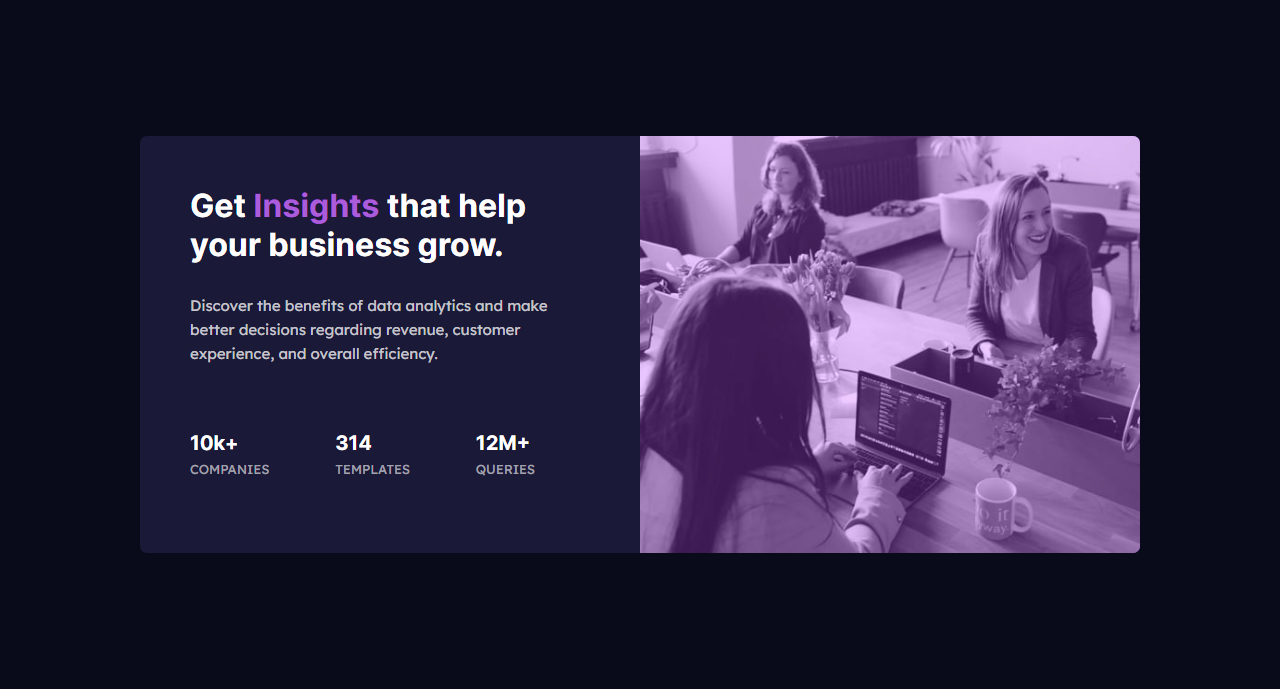 Get Insights that help
your business grow.
Discover the benefits of data analytics and make
better decisions regarding revenue, customer
experience, and overall efficiency.
10k+ 314 12M+
COMPANIES TEMPLATES QUERIES